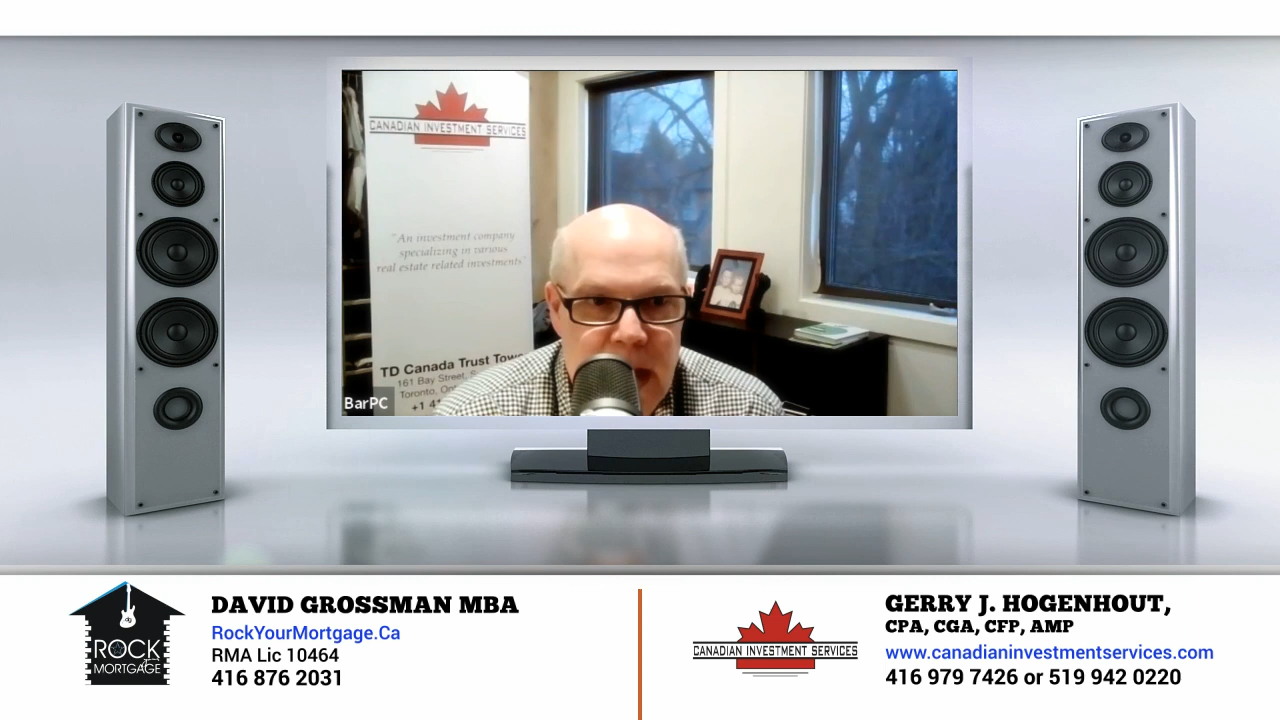 CANADIAN INVESTMENT SERVICES
"An investment company
specializing in various
real estate related investments"
TD Canada Trust
161 Bay Street,
Toronto,
+1
BarPC
ROCK
MORTGAGE
DAVID GROSSMAN MBA
RockYourMortgage.Ca
RMA Lic 10464
416 876 2031
CANADIAN INVESTMENT SERVICES
GERRY J. HOGENHOUT,
CPA, CGA, CFP, AMP
www.canadianinvestmentservices.com
416 979 7426 or 519 942 0220